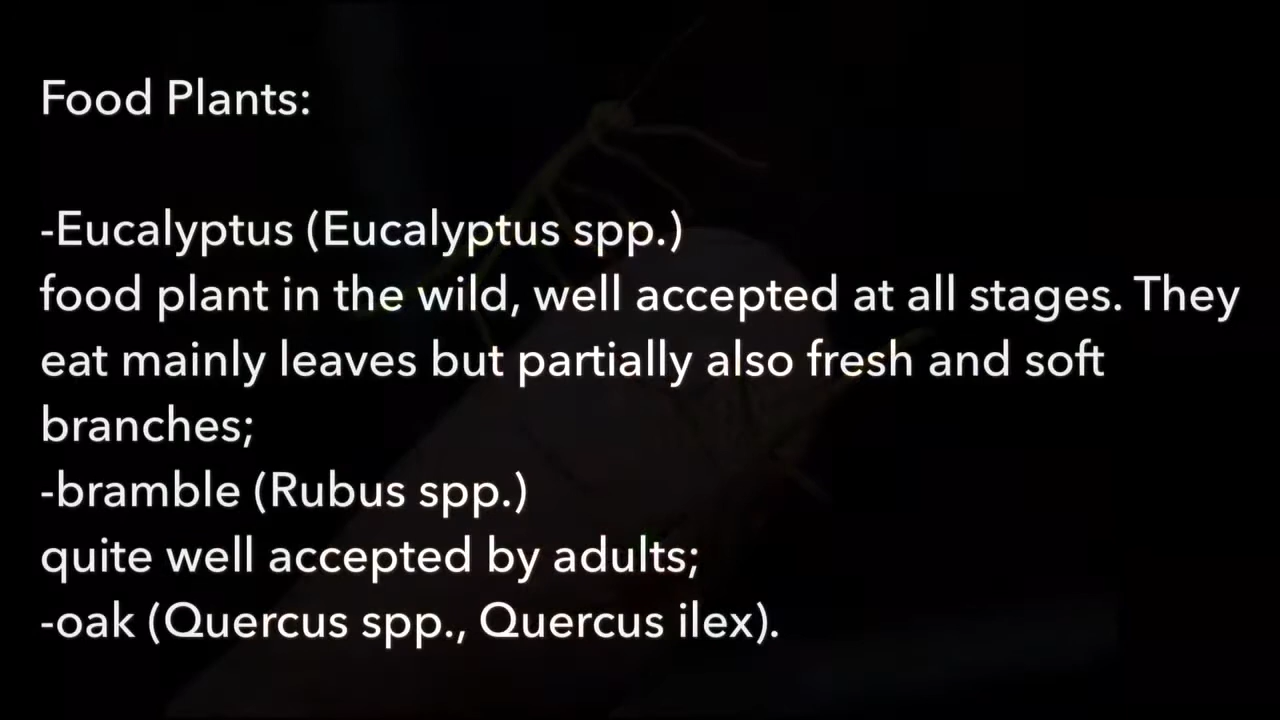 Food Plants:
-Eucalyptus (Eucalyptus spp.)
food plant in the wild, well accepted at all stages. They
eat mainly leaves but partially also fresh and soft
branches;
-bramble (Rubus spp.)
quite well accepted by adults;
-oak (Quercus spp., Quercus ilex).